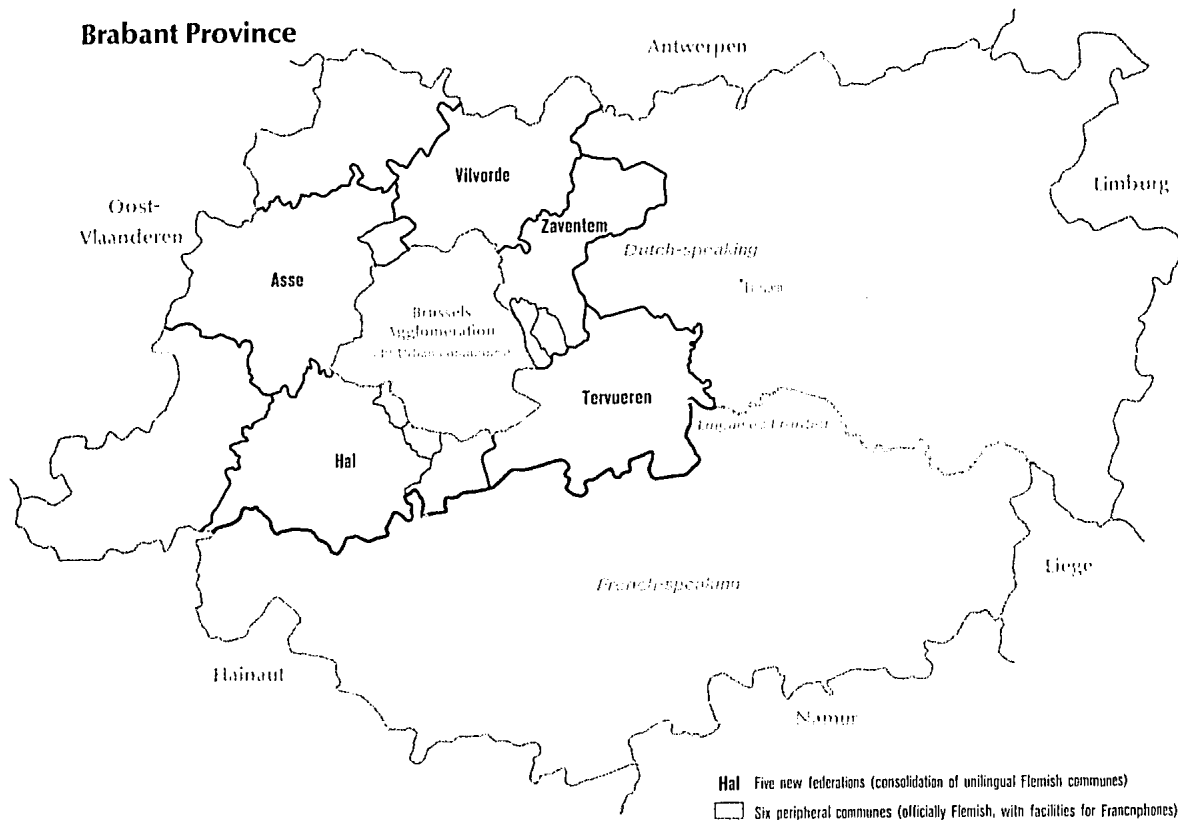 Brabant Province
Antwerpen
Limburg
Oost-
Vlaanderen
Vilvorde
Zaventem
Dutch-speaking
Asse
Brussels
Agglomeration
Tervueren
Hal
French-speaking
Liege
Hainaut
Namur
Hal Five new federations (consolidation of unilingual Flemish communes)
Six peripheral communes (officially Flemish, with facilities for Francophones)